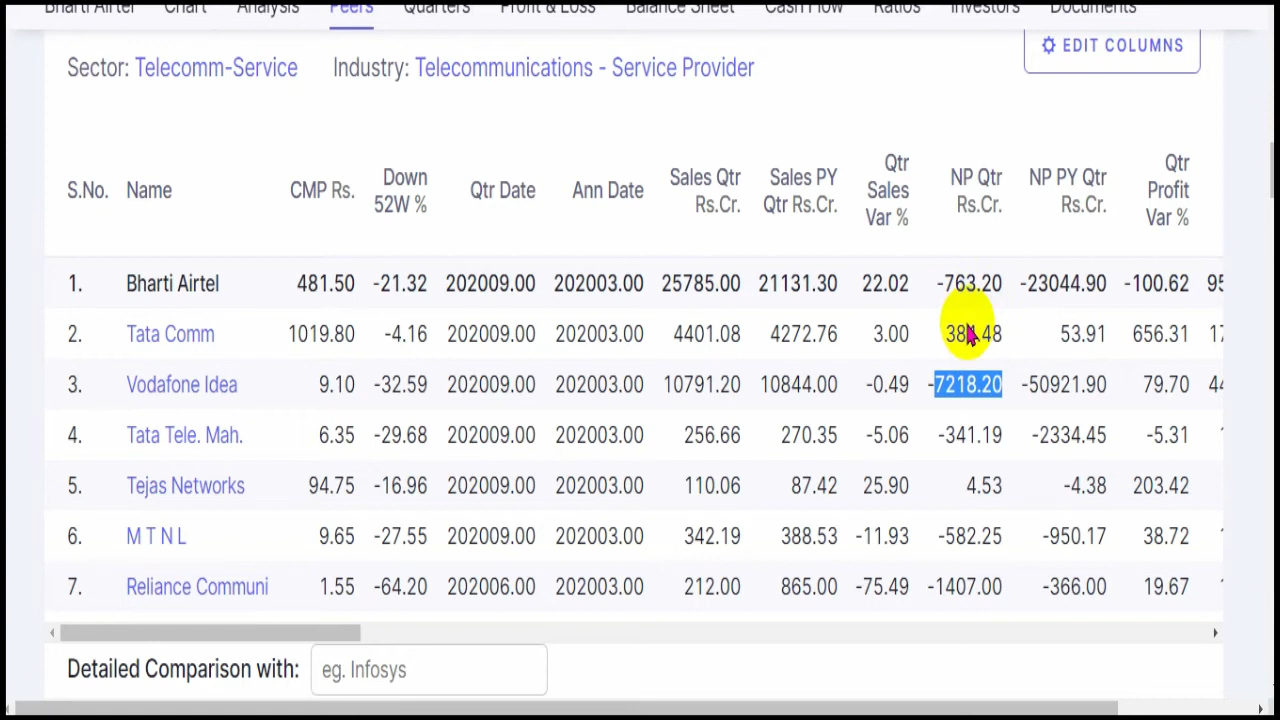 Bharti Airtel Chart Analysis Peers Quarters Profit & Loss Balance Sheet Cash Flow Ratios Investors Documents
Sector: Telecomm-Service Industry: Telecommunications - Service Provider EDIT COLUMNS
S.No. Name CMP Rs. Down 52W % Qtr Date Ann Date Sales Qtr Rs.Cr. Sales PY Qtr Rs.Cr. Qtr Sales Var % NP Qtr Rs.Cr. NP PY Qtr Rs.Cr. Qtr Profit Var %
1. Bharti Airtel 481.50 -21.32 202009.00 202003.00 25785.00 21131.30 22.02 -763.20 -23044.90 -100.62 95
2. Tata Comm 1019.80 -4.16 202009.00 202003.00 4401.08 4272.76 3.00 384.48 53.91 656.31 17
3. Vodafone Idea 9.10 -32.59 202009.00 202003.00 10791.20 10844.00 -0.49 -7218.20 -50921.90 79.70 44
4. Tata Tele. Mah. 6.35 -29.68 202009.00 202003.00 256.66 270.35 -5.06 -341.19 -2334.45 -5.31
5. Tejas Networks 94.75 -16.96 202009.00 202003.00 110.06 87.42 25.90 4.53 -4.38 203.42
6. M T N L 9.65 -27.55 202009.00 202003.00 342.19 388.53 -11.93 -582.25 -950.17 38.72
7. Reliance Communi 1.55 -64.20 202006.00 202003.00 212.00 865.00 -75.49 -1407.00 -366.00 19.67
Detailed Comparison with: eg. Infosys